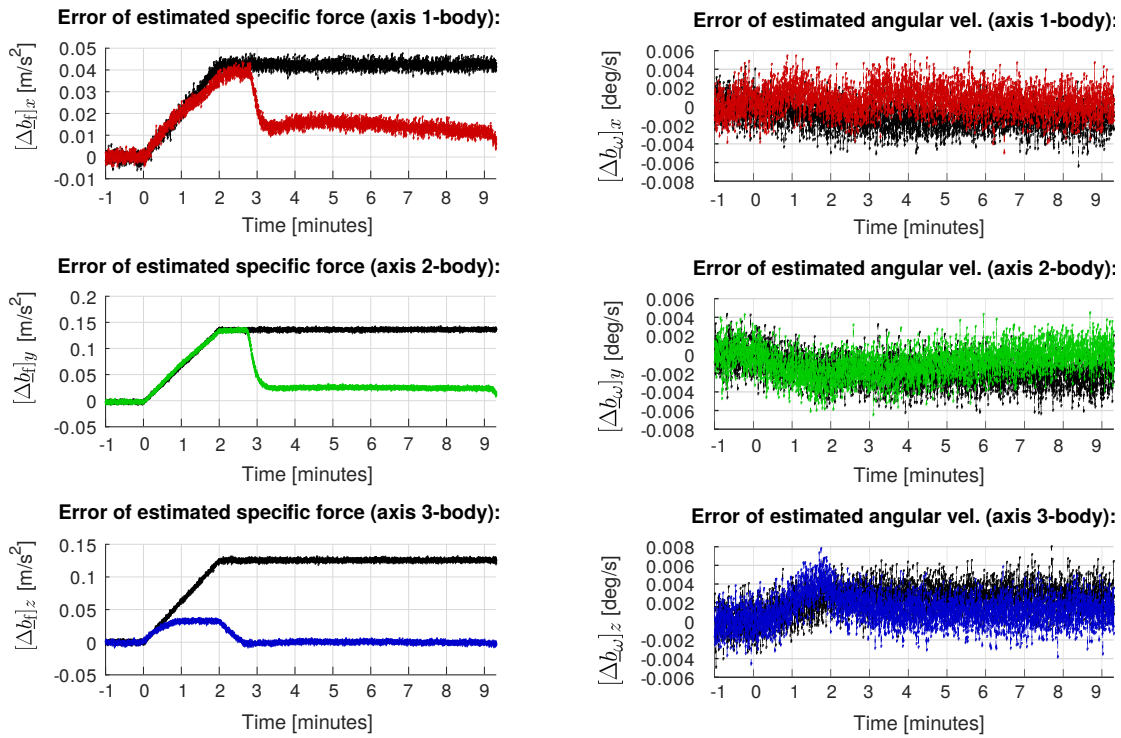 Error of estimated specific force (axis 1-body):
[Δb_f]x [m/s²]
0.05
0.04
0.03
0.02
0.01
0
-0.01
-1 0 1 2 3 4 5 6 7 8 9
Time [minutes]
Error of estimated angular vel. (axis 1-body):
[Δb_ω]x [deg/s]
0.006
0.004
0.002
0
-0.002
-0.004
-0.006
-0.008
-1 0 1 2 3 4 5 6 7 8 9
Time [minutes]
Error of estimated specific force (axis 2-body):
[Δb_f]y [m/s²]
0.2
0.15
0.1
0.05
0
-0.05
-1 0 1 2 3 4 5 6 7 8 9
Time [minutes]
Error of estimated angular vel. (axis 2-body):
[Δb_ω]y [deg/s]
0.006
0.004
0.002
0
-0.002
-0.004
-0.006
-0.008
-1 0 1 2 3 4 5 6 7 8 9
Time [minutes]
Error of estimated specific force (axis 3-body):
[Δb_f]z [m/s²]
0.15
0.1
0.05
0
-0.05
-1 0 1 2 3 4 5 6 7 8 9
Time [minutes]
Error of estimated angular vel. (axis 3-body):
[Δb_ω]z [deg/s]
0.008
0.006
0.004
0.002
0
-0.002
-0.004
-0.006
-1 0 1 2 3 4 5 6 7 8 9
Time [minutes]